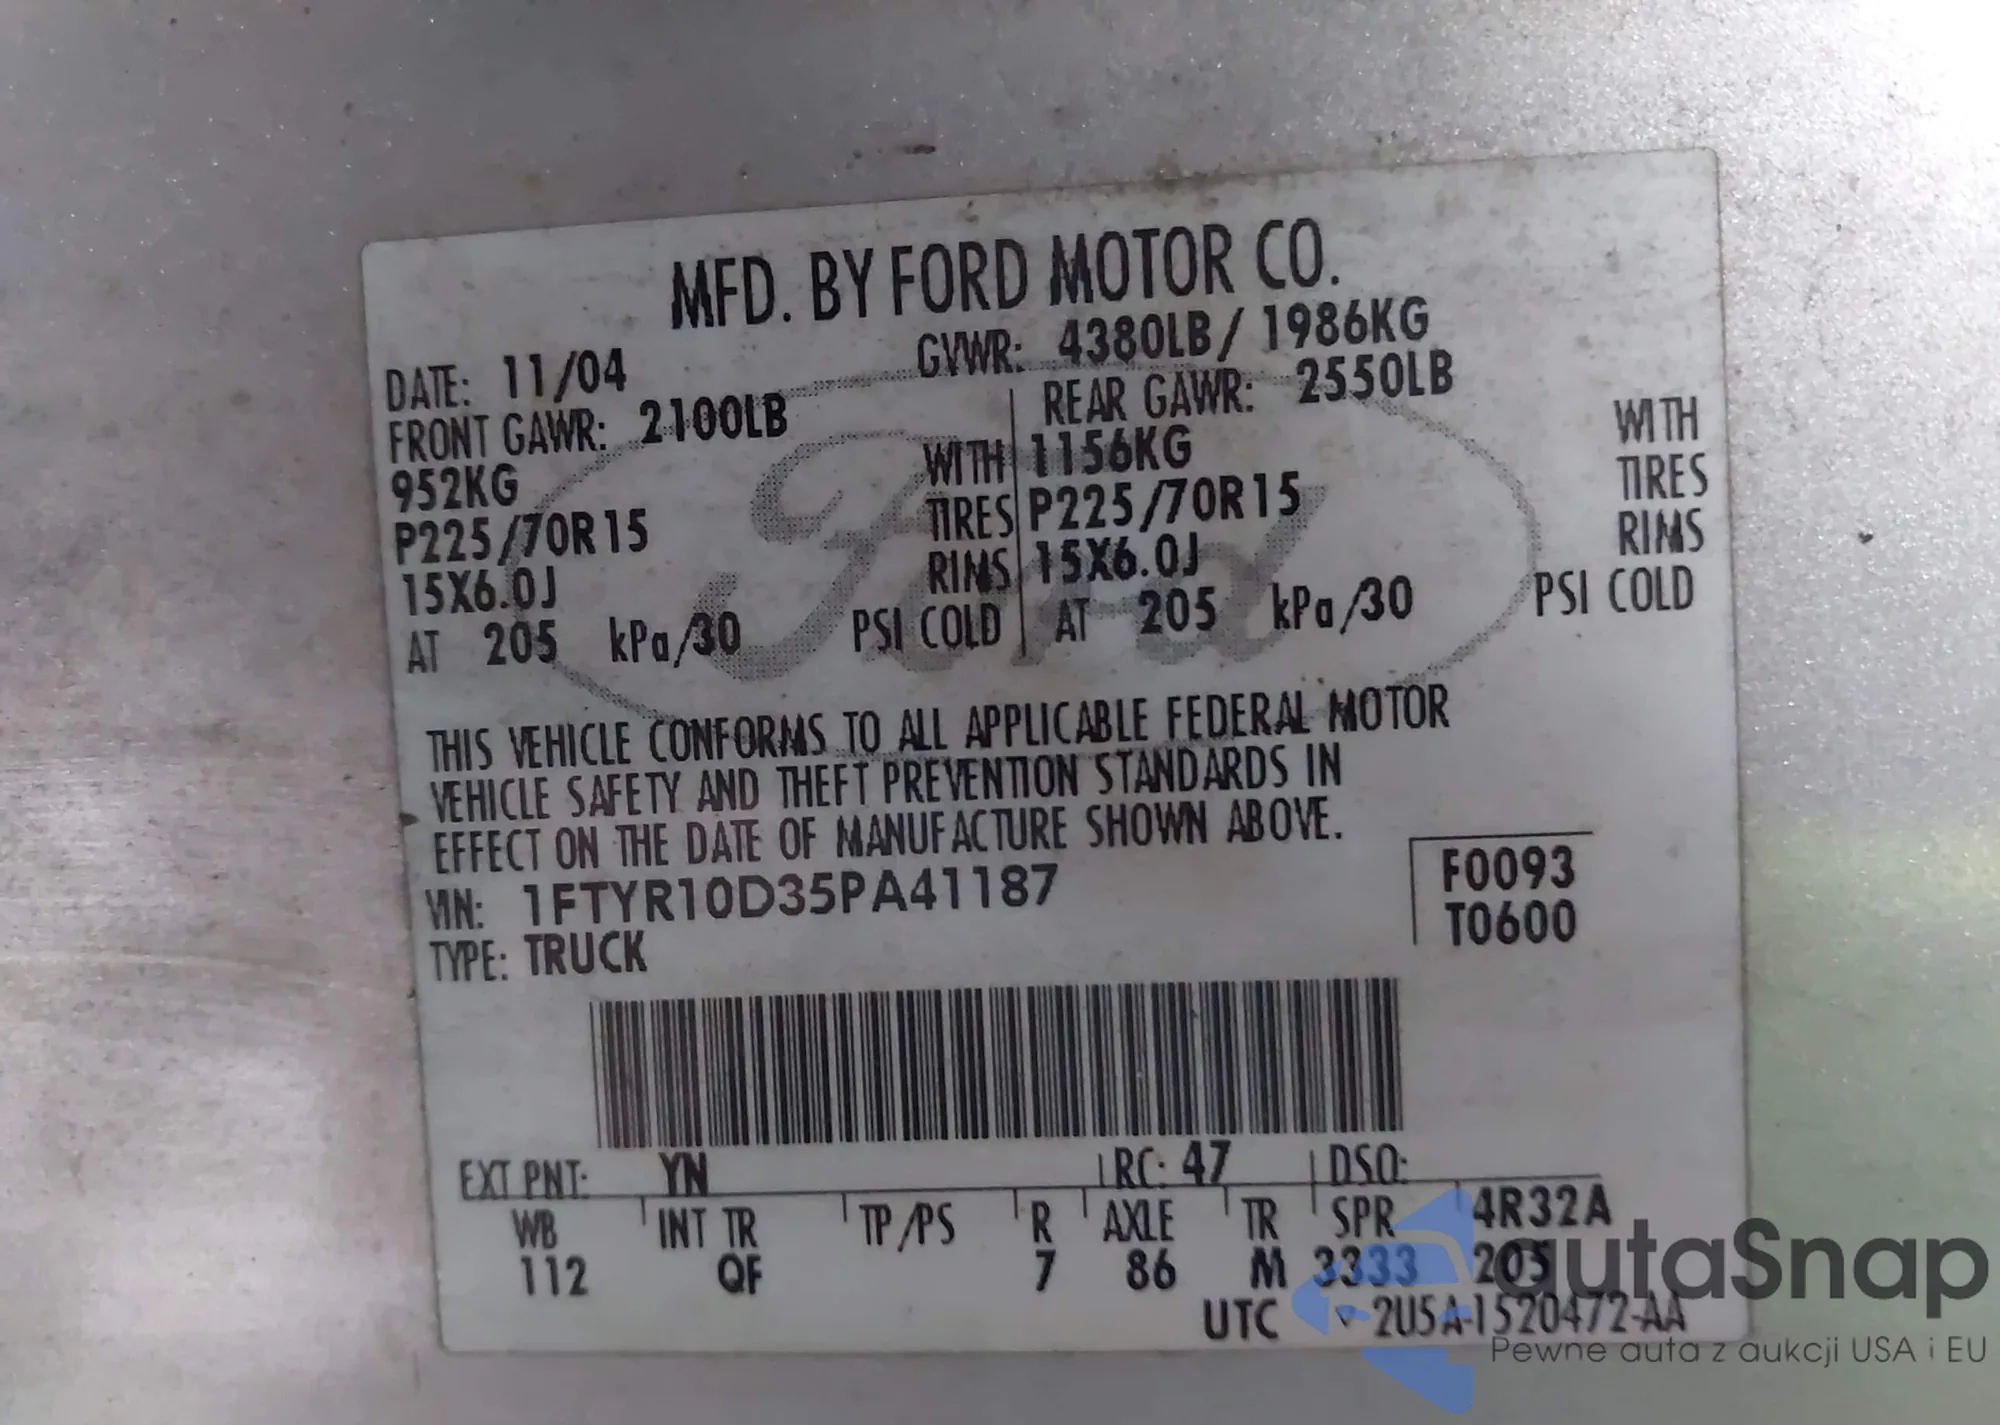 MFD. BY FORD MOTOR CO.
DATE: 11/04 GVWR: 4380LB/ 1986KG
FRONT GAWR: 2100LB REAR GAWR: 2550LB
952KG WITH 1156KG WITH
P225/70R15 TIRES P225/70R15 TIRES
15X6.0J RIMS 15X6.0J RIMS
AT 205 kPa/30 PSI COLD AT 205 kPa/30 PSI COLD
Ford
THIS VEHICLE CONFORMS TO ALL APPLICABLE FEDERAL MOTOR
VEHICLE SAFETY AND THEFT PREVENTION STANDARDS IN
EFFECT ON THE DATE OF MANUFACTURE SHOWN ABOVE.
VIN: 1FTYR10D35PA41187 F0093
TYPE: TRUCK T0600
EXT PNT: YN RC: 47 DSO:
WB INT TR TP/PS R AXLE TR SPR 4R32A
112 QF 7 86 M 3333 205
UTC 2U5A-1520472-AA
autaSnap
Pewne auta z aukcji USA i EU